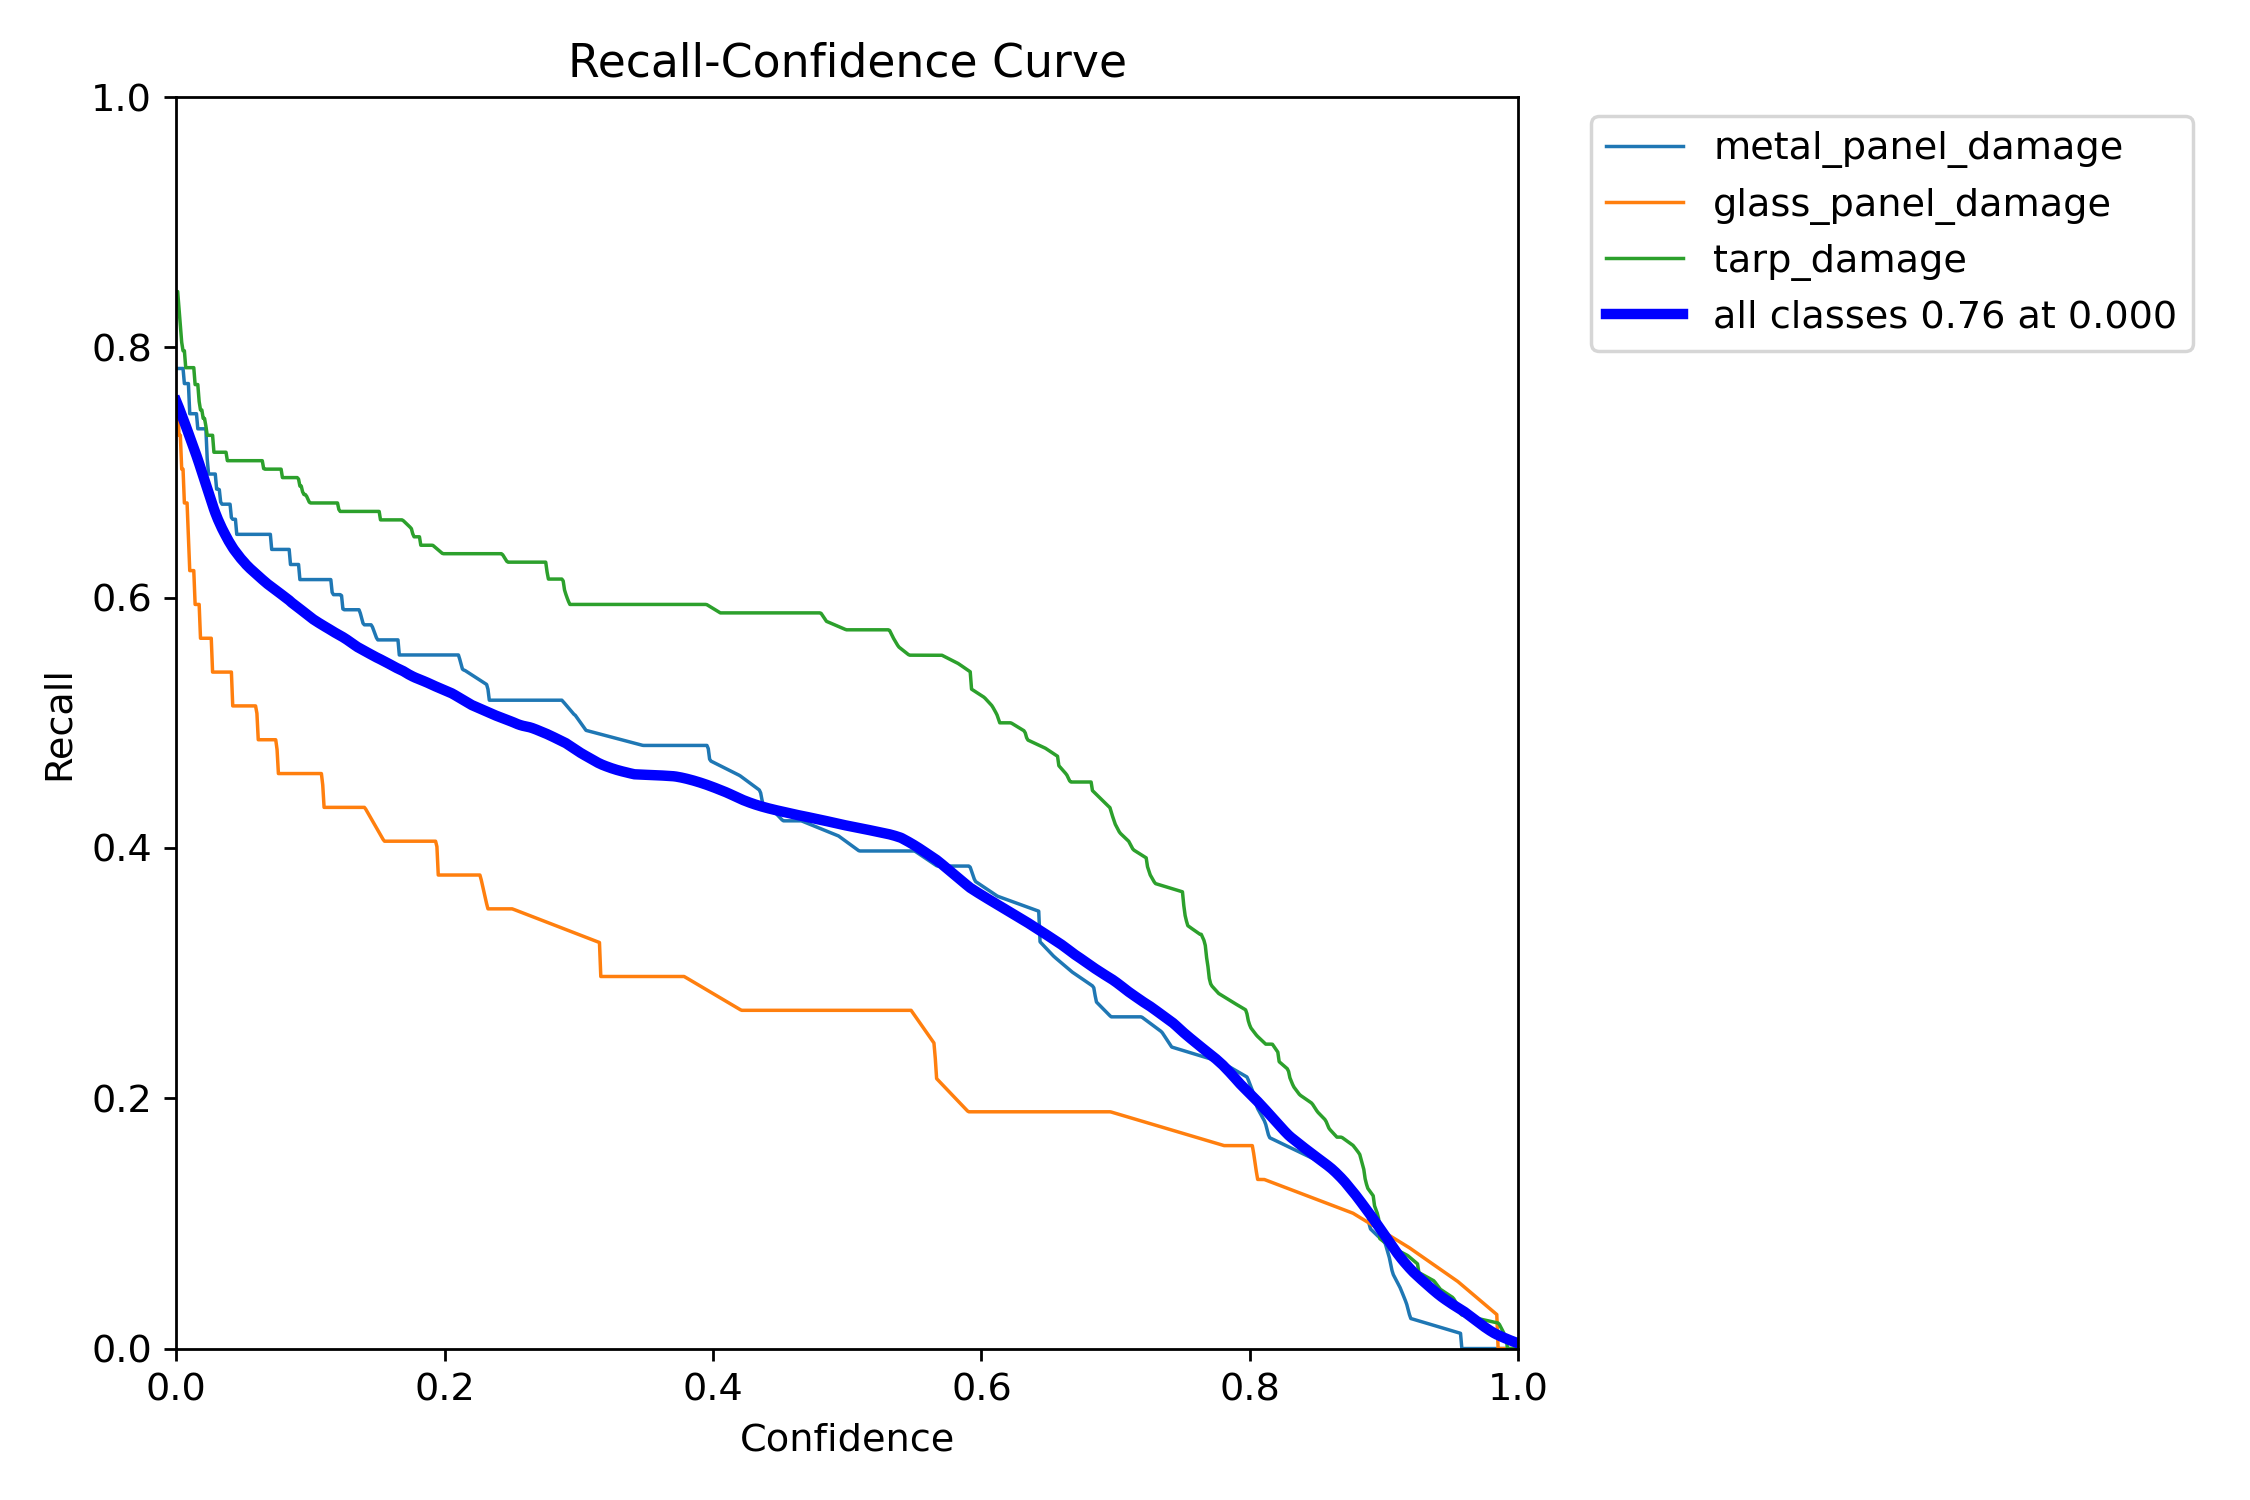 Recall-Confidence Curve
1.0
0.8
0.6
0.4
0.2
0.0
Recall
0.0 0.2 0.4 0.6 0.8 1.0
Confidence
metal_panel_damage
glass_panel_damage
tarp_damage
all classes 0.76 at 0.000